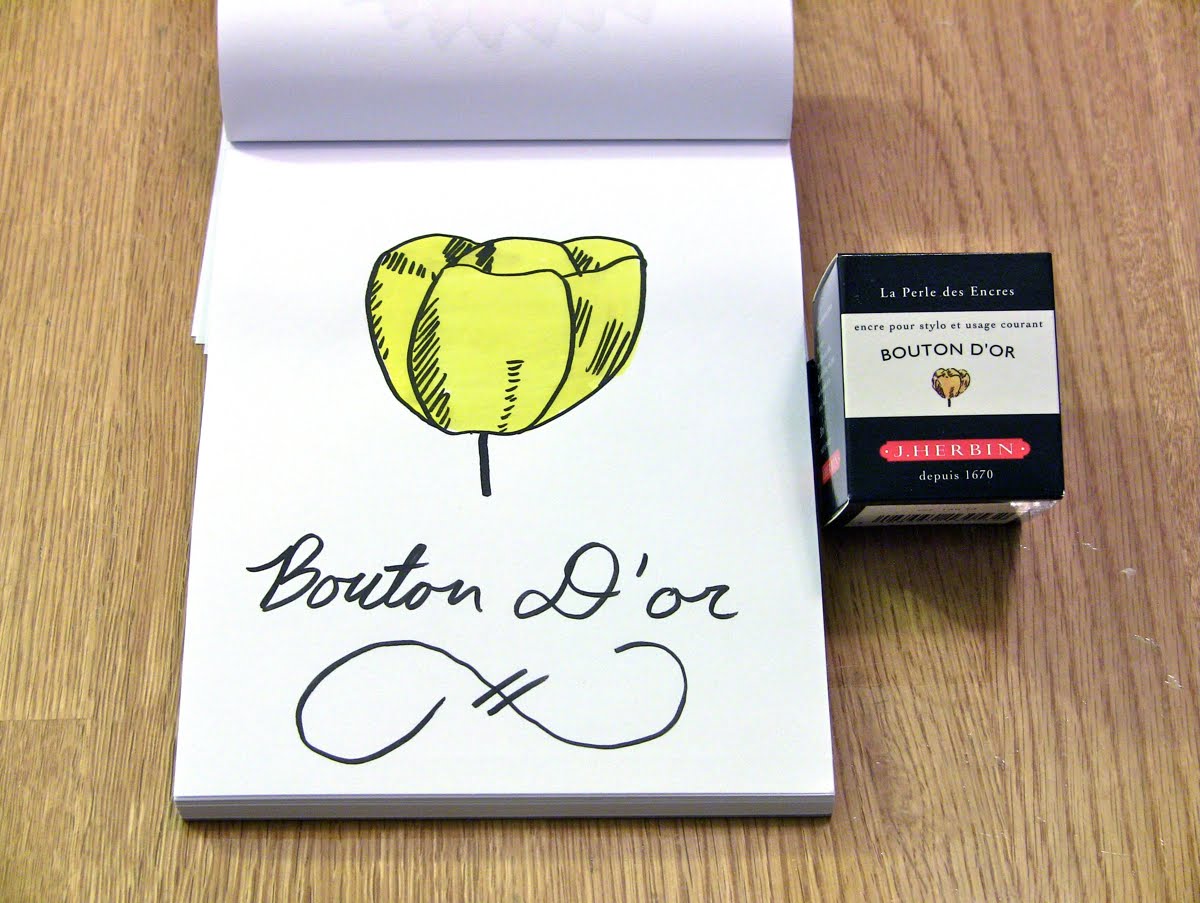 Bouton D'or
La Perle des Encres
encre pour stylo et usage courant
BOUTON D'OR
J.HERBIN
depuis 1670